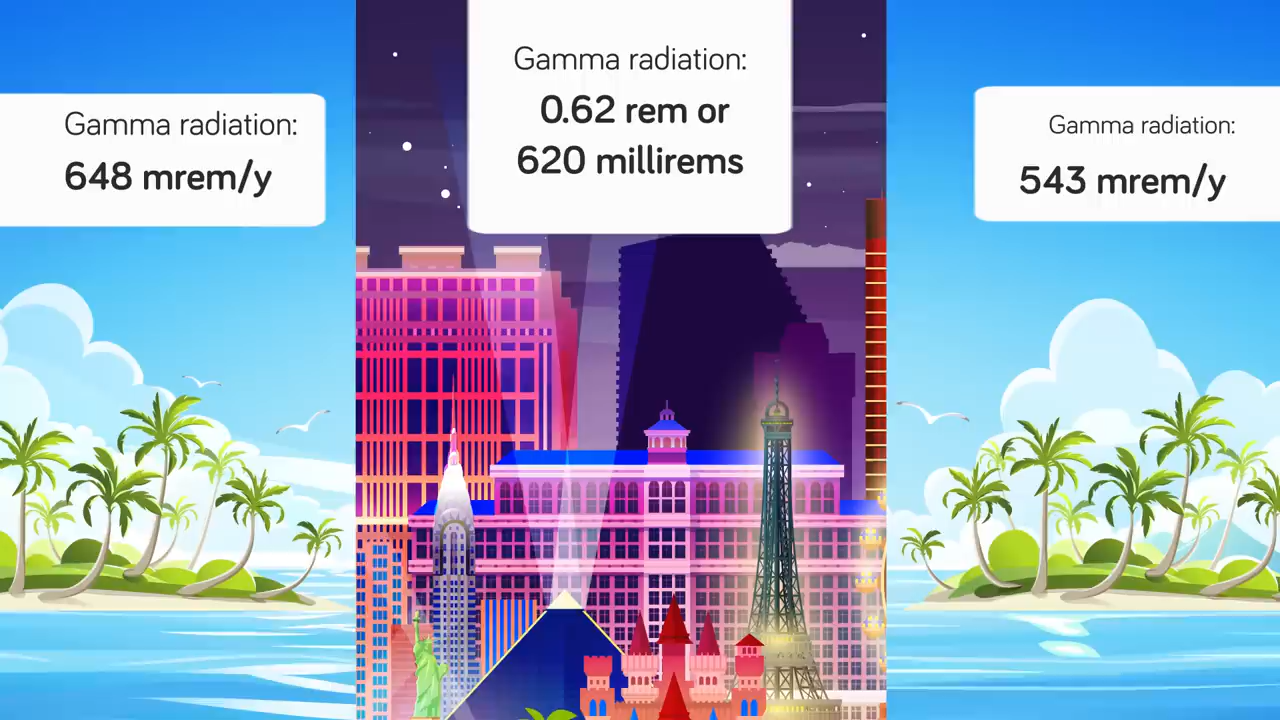 Gamma radiation:
648 mrem/y
Gamma radiation:
0.62 rem or
620 millirems
Gamma radiation:
543 mrem/y